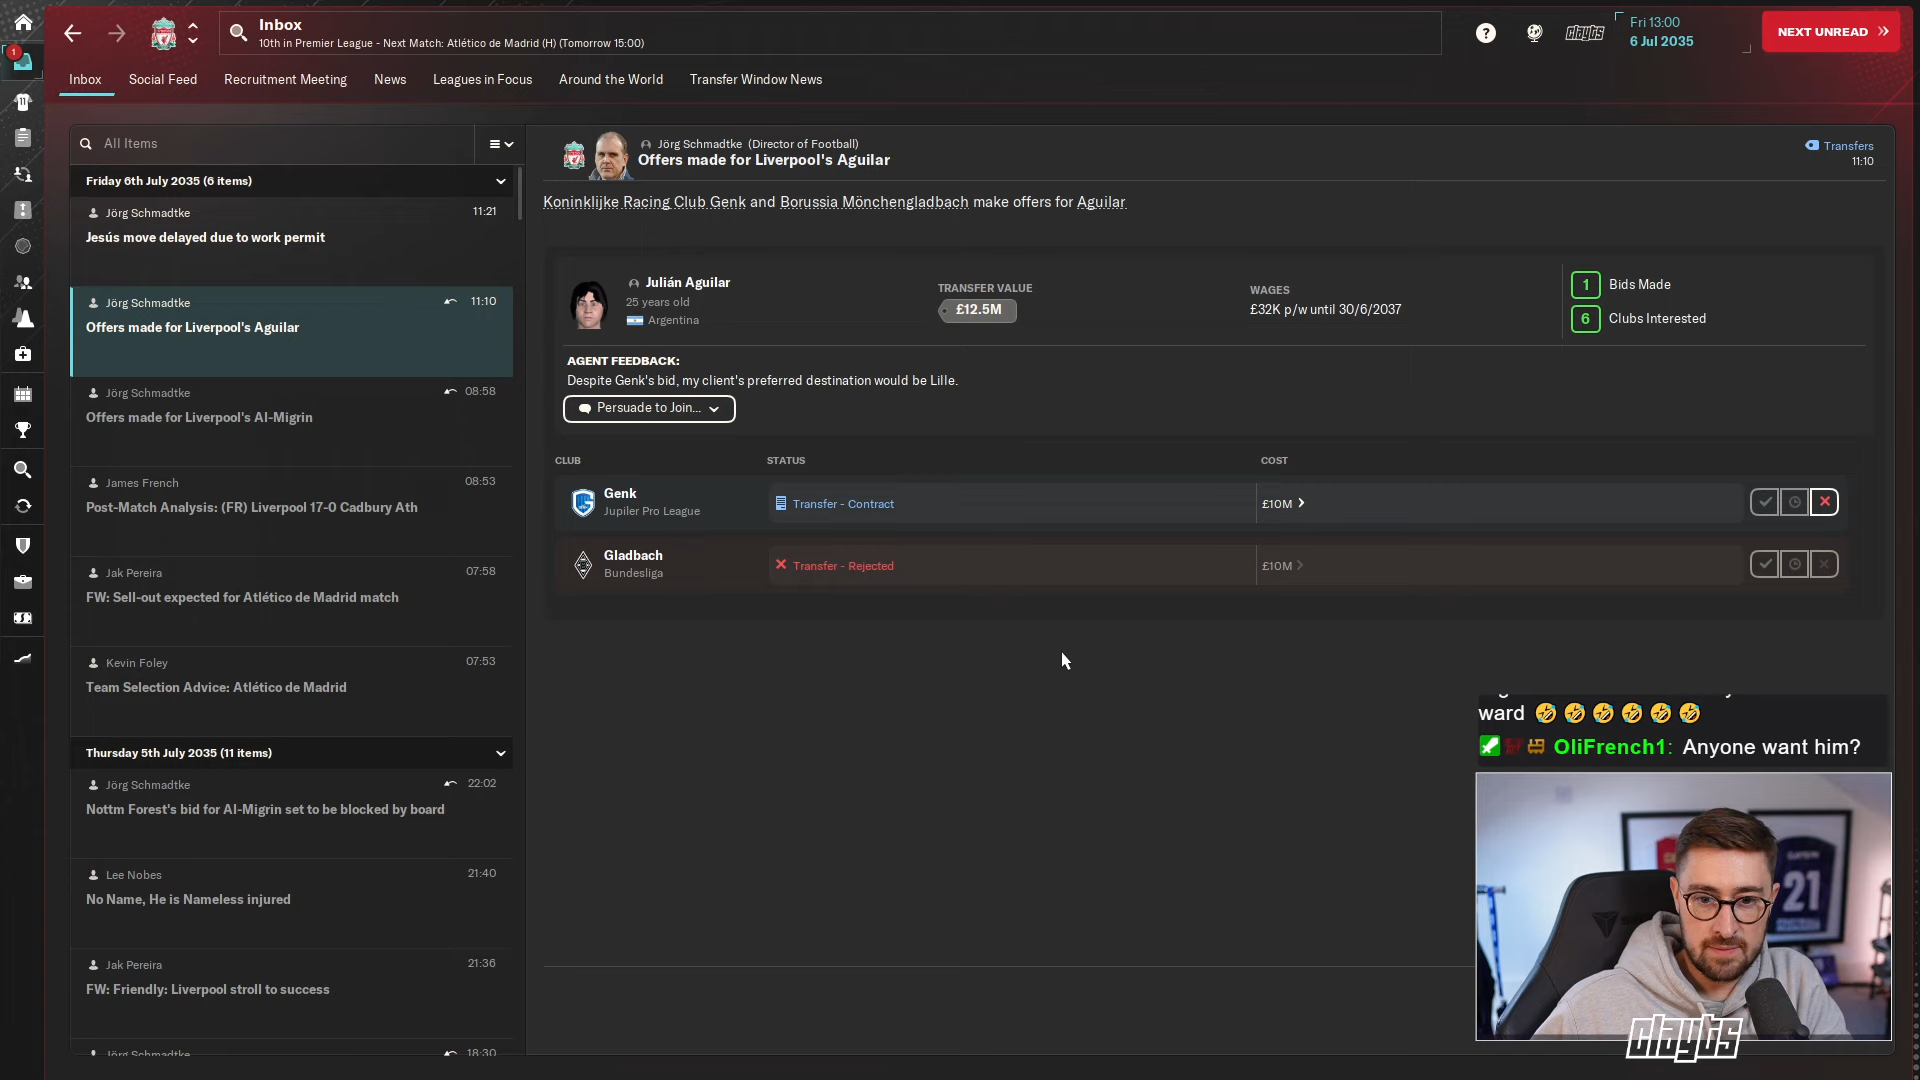 Inbox
10th in Premier League - Next Match: Atlético de Madrid (H) (Tomorrow 15:00)
claytts
Fri 13:00
6 Jul 2035
NEXT UNREAD
1
11
Inbox
Social Feed
Recruitment Meeting
News
Leagues in Focus
Around the World
Transfer Window News
All Items
Friday 6th July 2035 (6 items)
Jörg Schmadtke
11:21
Jesús move delayed due to work permit
Jörg Schmadtke
11:10
Offers made for Liverpool's Aguilar
Jörg Schmadtke
08:58
Offers made for Liverpool's Al-Migrin
James French
08:53
Post-Match Analysis: (FR) Liverpool 17-0 Cadbury Ath
Jak Pereira
07:58
FW: Sell-out expected for Atlético de Madrid match
Kevin Foley
07:53
Team Selection Advice: Atlético de Madrid
Thursday 5th July 2035 (11 items)
Jörg Schmadtke
22:02
Nottm Forest's bid for Al-Migrin set to be blocked by board
Lee Nobes
21:40
No Name, He is Nameless injured
Jak Pereira
21:36
FW: Friendly: Liverpool stroll to success
Jörg Schmadtke
18:30
Jörg Schmadtke (Director of Football)
Offers made for Liverpool's Aguilar
Transfers
11:10
Koninklijke Racing Club Genk and Borussia Mönchengladbach make offers for Aguilar
Julián Aguilar
25 years old
Argentina
TRANSFER VALUE
£12.5M
WAGES
£32K p/w until 30/6/2037
1 Bids Made
6 Clubs Interested
AGENT FEEDBACK:
Despite Genk's bid, my client's preferred destination would be Lille.
Persuade to Join...
CLUB
STATUS
COST
Genk
Jupiler Pro League
Transfer - Contract
£10M
Gladbach
Bundesliga
Transfer - Rejected
£10M
ward 🤣 🤣 🤣 🤣 🤣 🤣
OliFrench1: Anyone want him?
21
claytts